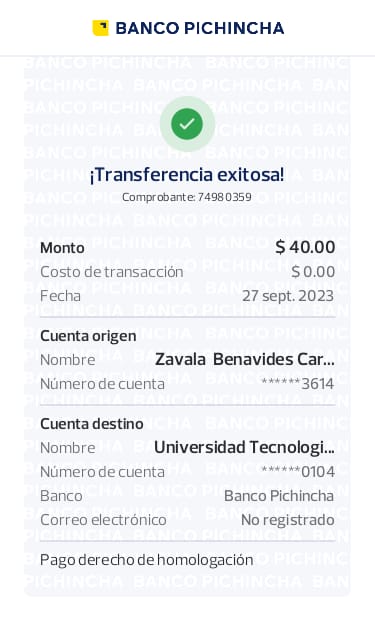 BANCO PICHINCHA
¡Transferencia exitosa!
Comprobante: 74980359
Monto $ 40.00
Costo de transacción $ 0.00
Fecha 27 sept. 2023
Cuenta origen
Nombre Zavala Benavides Car...
Número de cuenta ******3614
Cuenta destino
Nombre Universidad Tecnologi...
Número de cuenta ******0104
Banco Banco Pichincha
Correo electrónico No registrado
Pago derecho de homologación